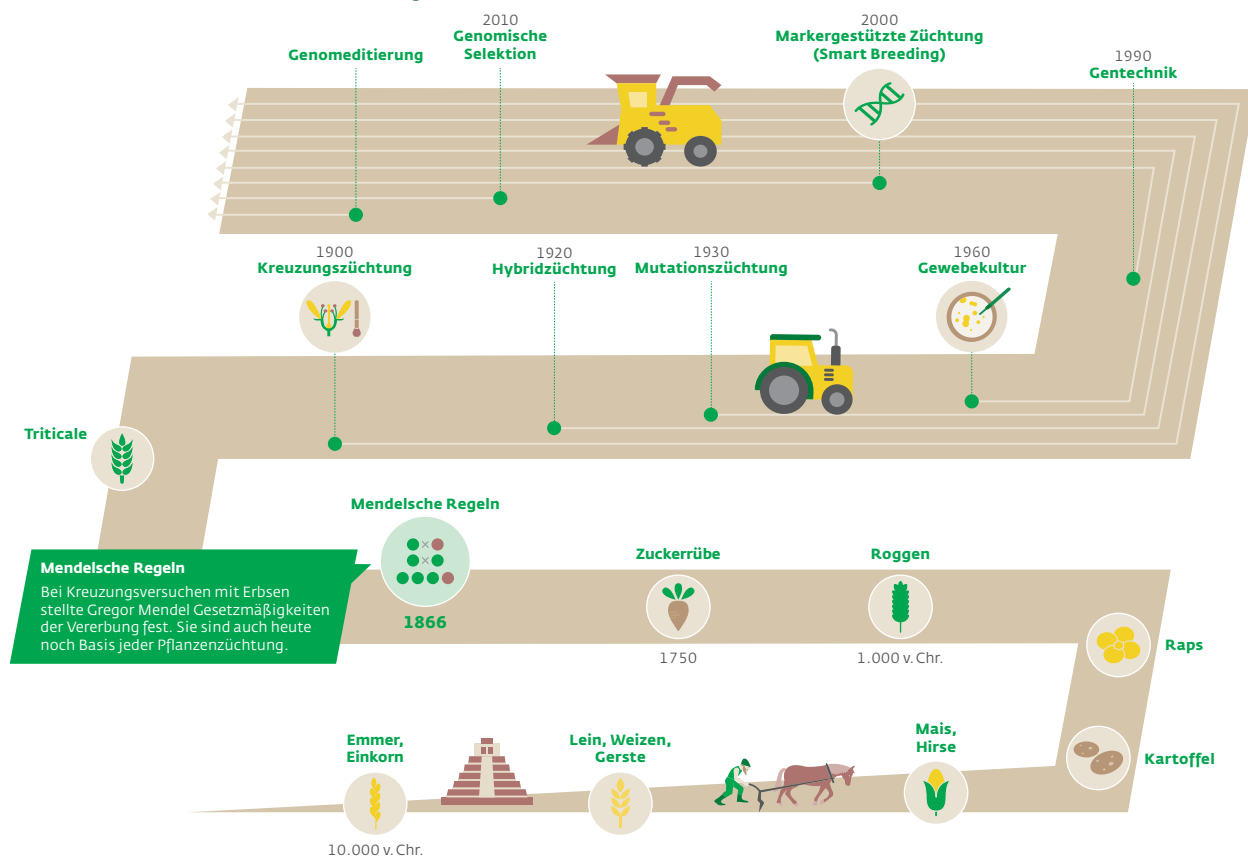 2010
Genomische
Selektion
2000
Markergestützte Züchtung
(Smart Breeding)
Genomeditierung
1990
Gentechnik
1900
Kreuzungszüchtung
1920
Hybridzüchtung
1930
Mutationszüchtung
1960
Gewebekultur
Triticale
Mendelsche Regeln
1866
Mendelsche Regeln
Bei Kreuzungsversuchen mit Erbsen
stellte Gregor Mendel Gesetzmäßigkeiten
der Vererbung fest. Sie sind auch heute
noch Basis jeder Pflanzenzüchtung.
Zuckerrübe
1750
Roggen
1.000 v. Chr.
Raps
Kartoffel
Emmer,
Einkorn
10.000 v. Chr.
Lein, Weizen,
Gerste
Mais,
Hirse